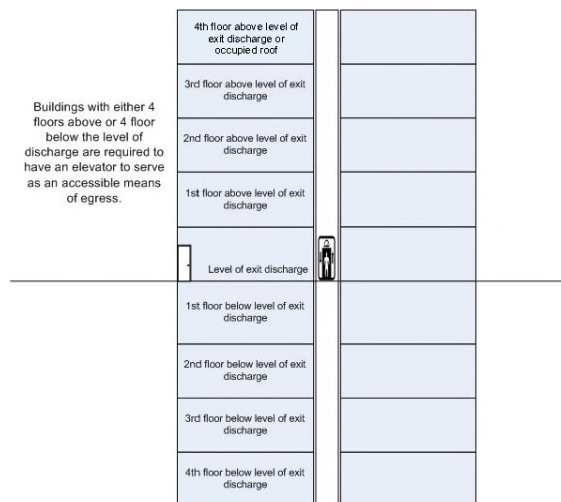 4th floor above level of
exit discharge or
occupied roof
3rd floor above level of exit
discharge
Buildings with either 4
floors above or 4 floor
below the level of
discharge are required to
have an elevator to serve
as an accessible means
of egress.
2nd floor above level of exit
discharge
1st floor above level of exit
discharge
Level of exit discharge
1st floor below level of exit
discharge
2nd floor below level of exit
discharge
3rd floor below level of exit
discharge
4th floor below level of exit
discharge